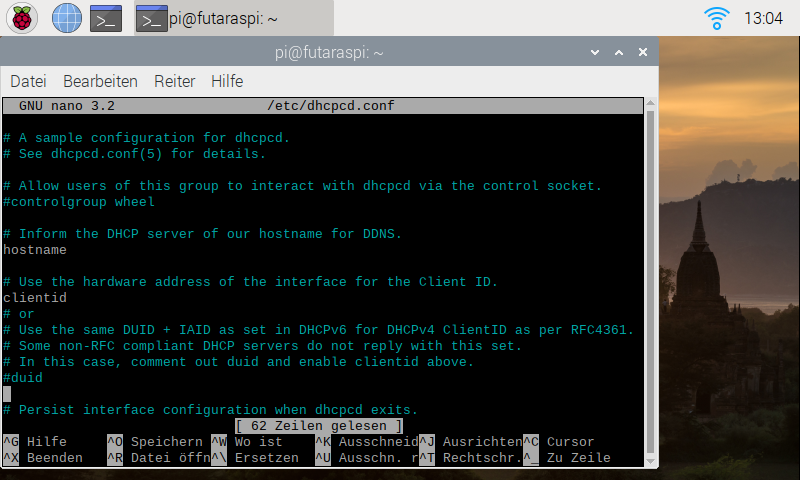 pi@futaraspi: ~
13:04
pi@futaraspi: ~
Datei Bearbeiten Reiter Hilfe
GNU nano 3.2 /etc/dhcpcd.conf
# A sample configuration for dhcpcd.
# See dhcpcd.conf(5) for details.
# Allow users of this group to interact with dhcpcd via the control socket.
#controlgroup wheel
# Inform the DHCP server of our hostname for DDNS.
hostname
# Use the hardware address of the interface for the Client ID.
clientid
# or
# Use the same DUID + IAID as set in DHCPv6 for DHCPv4 ClientID as per RFC4361.
# Some non-RFC compliant DHCP servers do not reply with this set.
# In this case, comment out duid and enable clientid above.
#duid
# Persist interface configuration when dhcpcd exits.
[ 62 Zeilen gelesen ]
^G Hilfe ^O Speichern ^W Wo ist ^K Ausschneid ^J Ausrichten ^C Cursor
^X Beenden ^R Datei öffn ^\ Ersetzen ^U Ausschn. r ^T Rechtschr. ^_ Zu Zeile